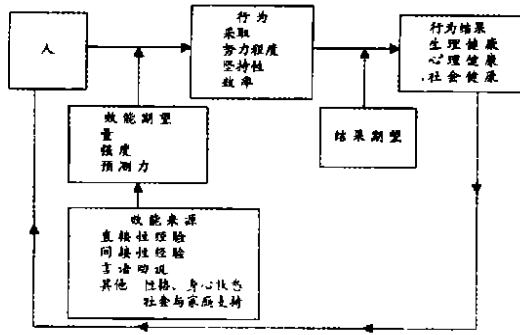 人
行为
采取
努力程度
坚持性
效率
行为结果
生理健康
心理健康
社会健康
效能期望
量
强度
预测力
结果期望
效能来源
直接性经验
间接性经验
言语劝说
其他 性格、身心状态
社会与家庭支持